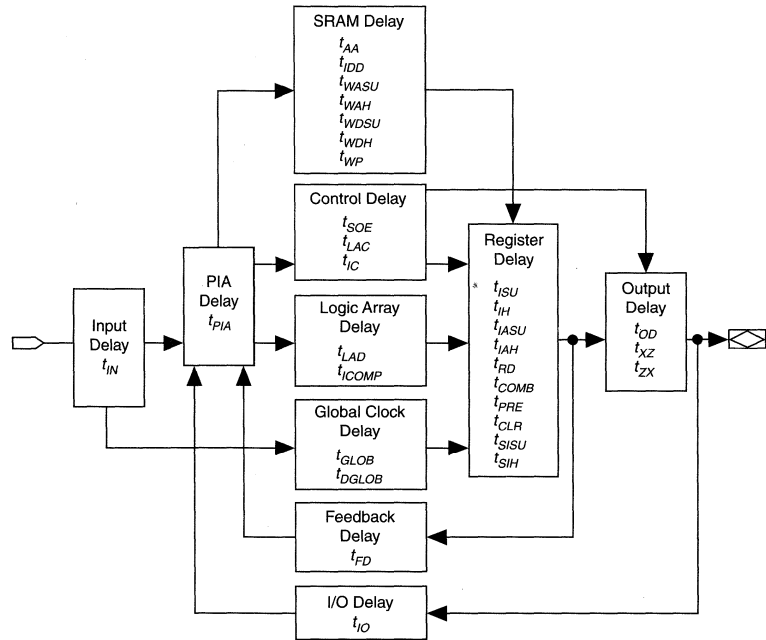 SRAM Delay
tAA
tIDD
tWASU
tWAH
tWDSU
tWDH
tWP
Control Delay
tSOE
tLAC
tIC
Register
Delay
tISU
tIH
tIASU
tIAH
tRD
tCOMB
tPRE
tCLR
tSISU
tSIH
PIA
Delay
tPIA
Output
Delay
tOD
tXZ
tZX
Input
Delay
tIN
Logic Array
Delay
tLAD
tICOMP
Global Clock
Delay
tGLOB
tDGLOB
Feedback
Delay
tFD
I/O Delay
tIO